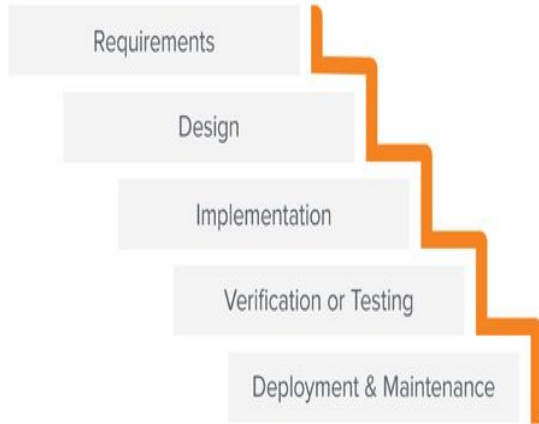 Requirements
Design
Implementation
Verification or Testing
Deployment & Maintenance